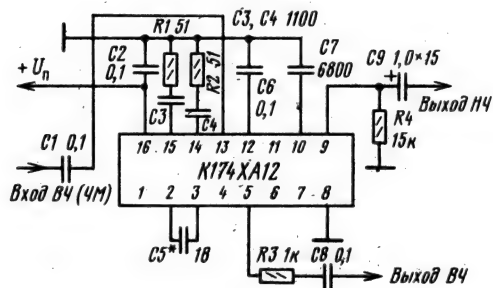 R1 51
C3, C4 1100
C2
0,1
R2 51
C7
6800
C9 1,0×15
+
+ Uп
C3
C4
C6
0,1
Выход НЧ
R4
15к
C1 0,1
16 15 14 13 12 11 10 9
К174ХА12
Вход ВЧ (ЧМ)
1 2 3 4 5 6 7 8
C5* 18
R3 1к
C8 0,1
Выход ВЧ